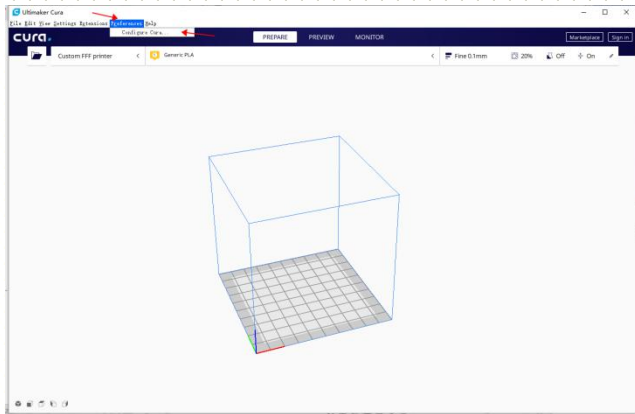 Ultimaker Cura
File Edit View Settings Extensions Preferences Help
Configure Cura...
cura.
PREPARE PREVIEW MONITOR
Marketplace Sign in
Custom FFF printer Generic PLA Fine 0.1mm 20% Off On